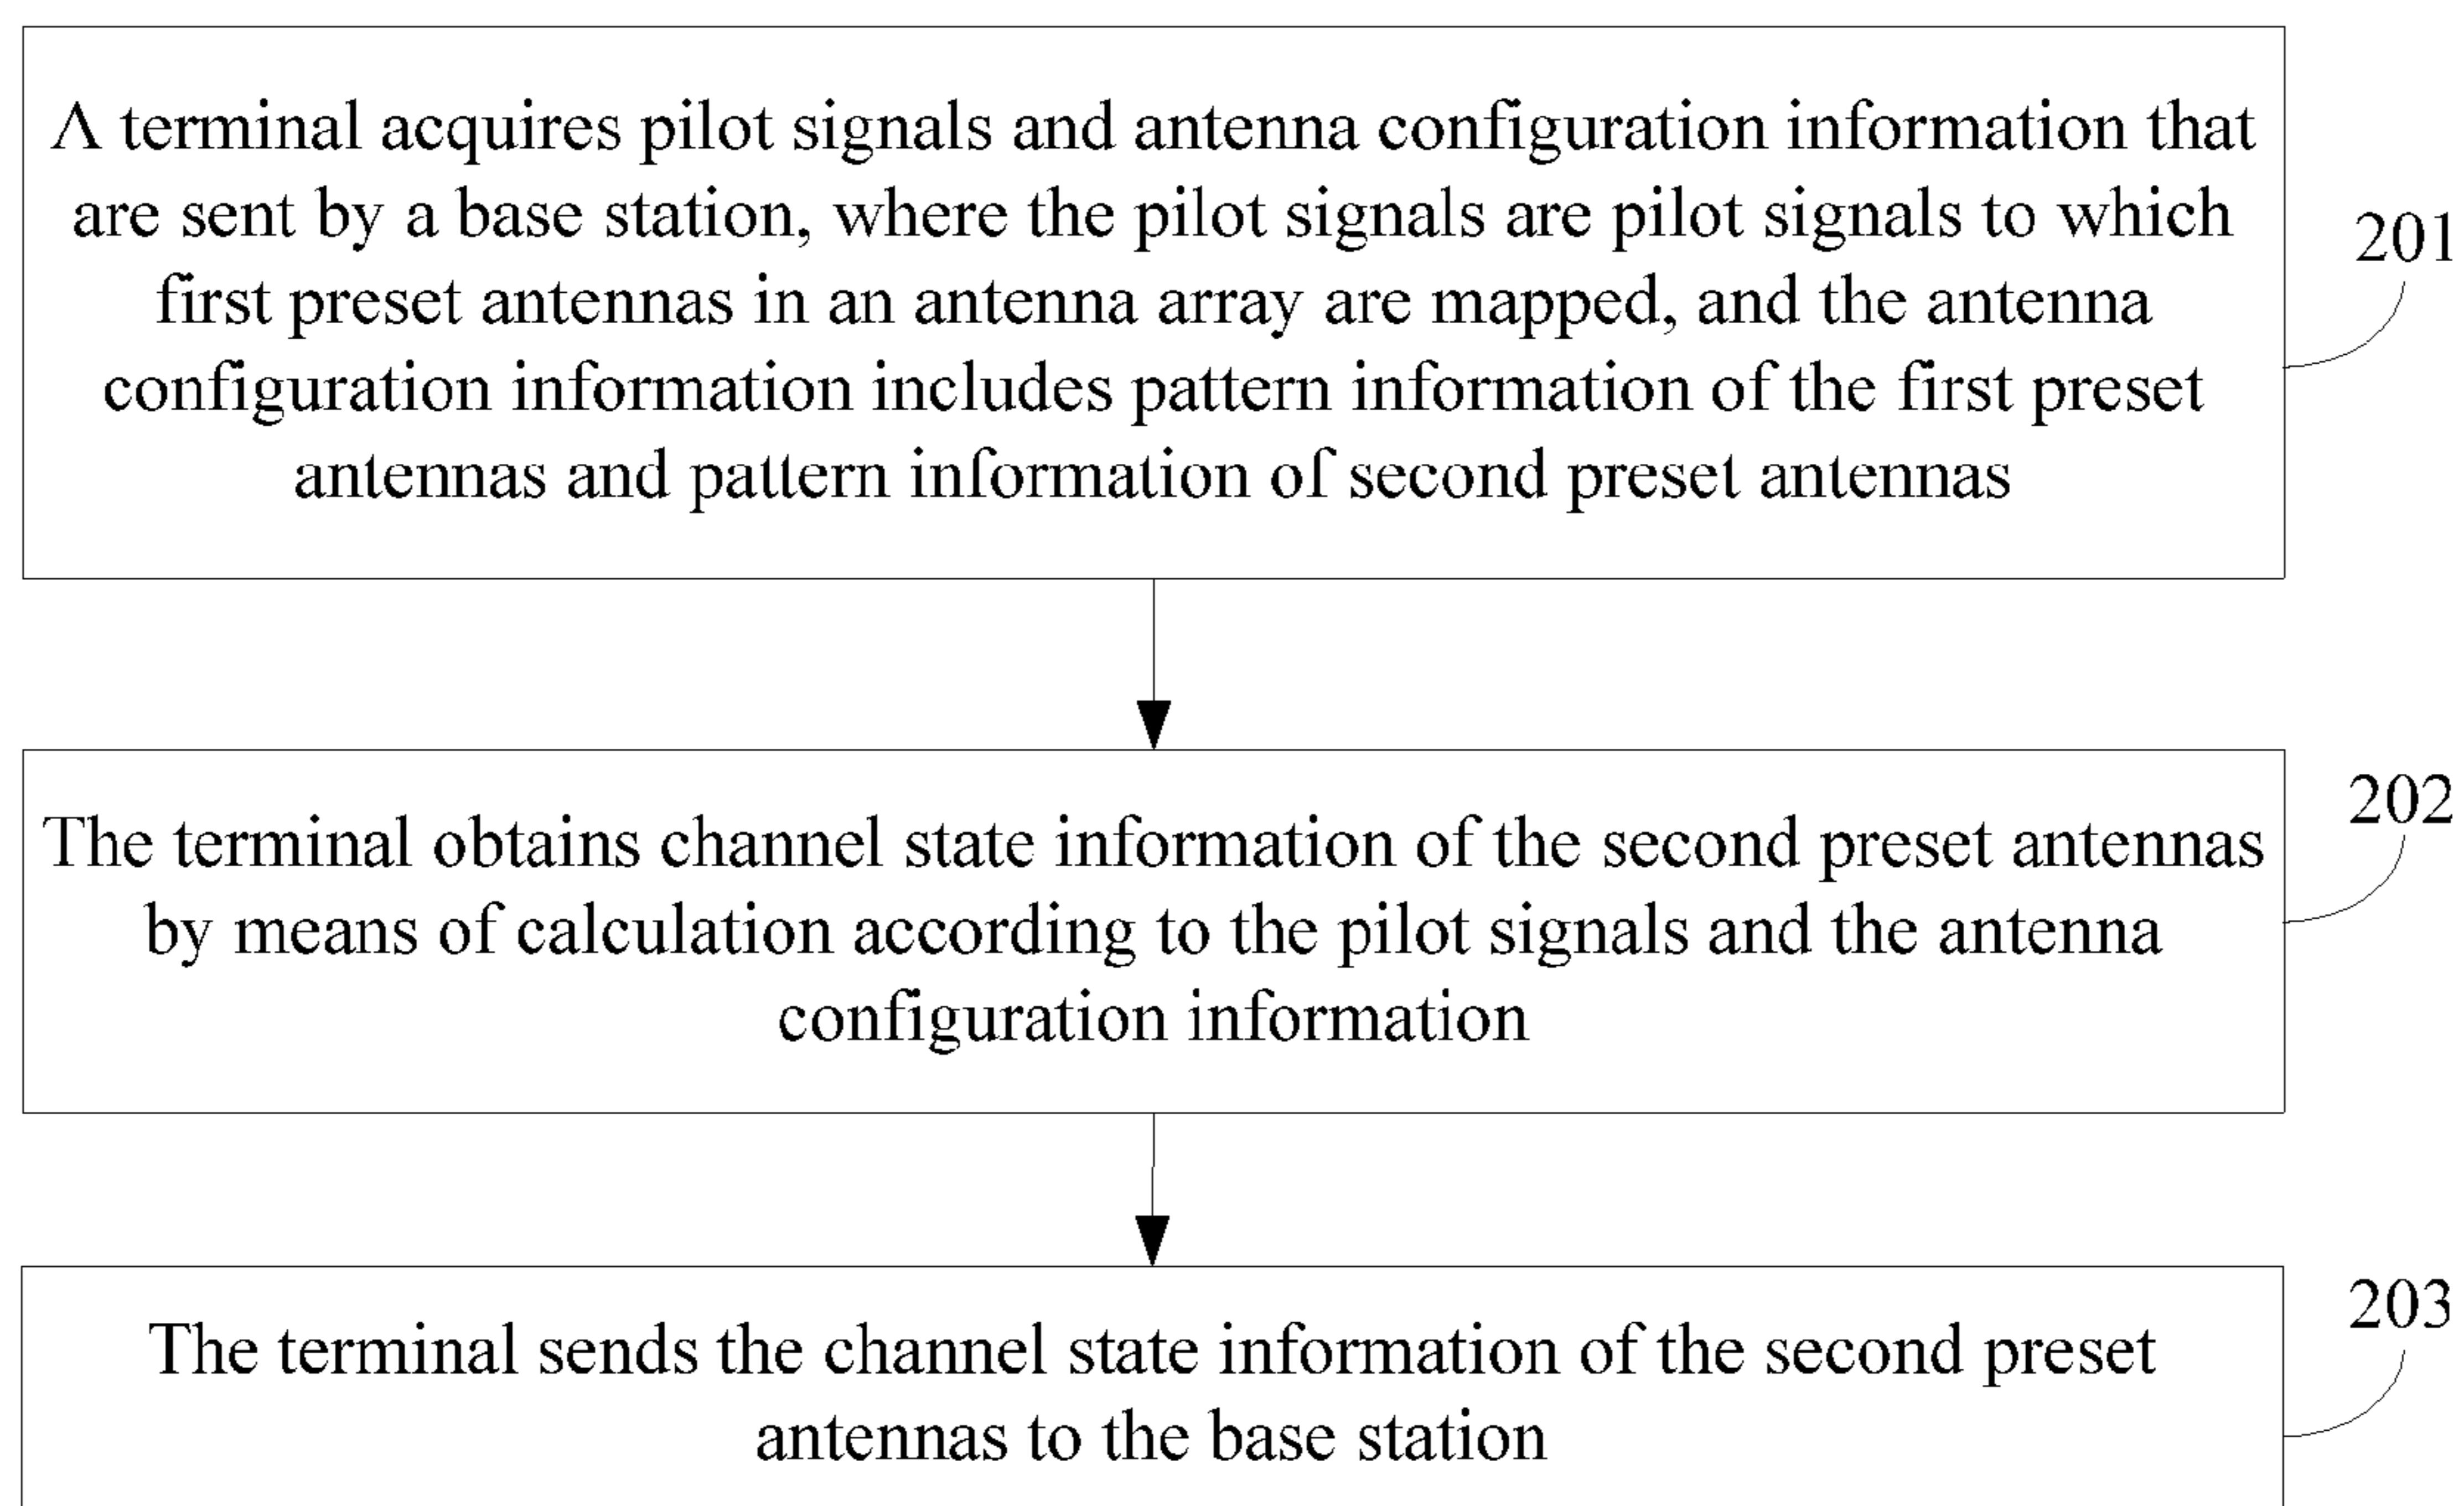 A terminal acquires pilot signals and antenna configuration information that
are sent by a base station, where the pilot signals are pilot signals to which
first preset antennas in an antenna array are mapped, and the antenna
configuration information includes pattern information of the first preset
antennas and pattern information of second preset antennas
201
The terminal obtains channel state information of the second preset antennas
by means of calculation according to the pilot signals and the antenna
configuration information
202
The terminal sends the channel state information of the second preset
antennas to the base station
203